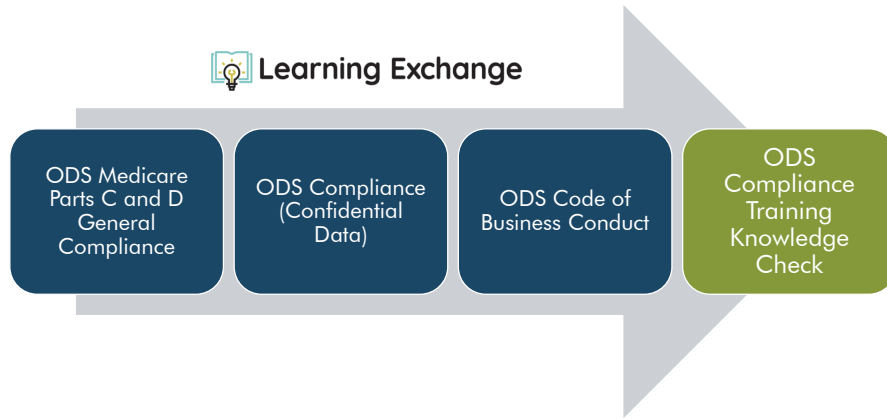 Learning Exchange
ODS Medicare
Parts C and D
General
Compliance
ODS Compliance
(Confidential
Data)
ODS Code of
Business Conduct
ODS
Compliance
Training
Knowledge
Check